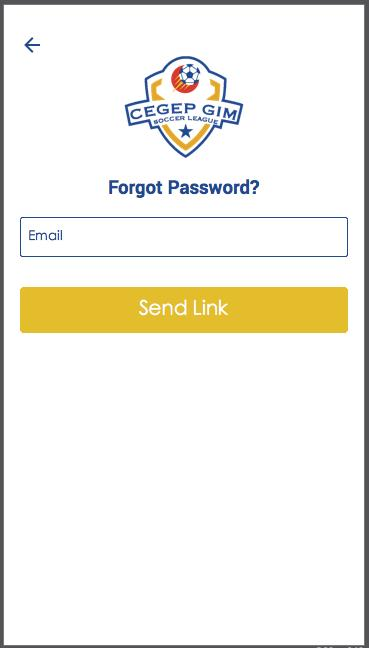 CEGEP GIM
SOCCER LEAGUE
Forgot Password?
Email
Send Link